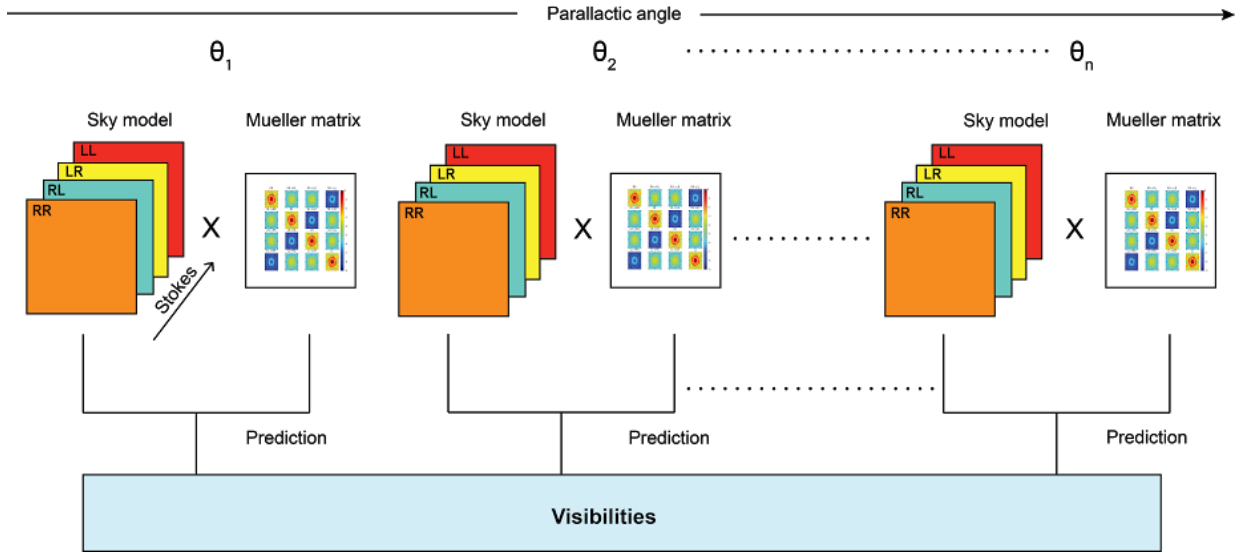 Parallactic angle
θ1 θ2 θn
Sky model Mueller matrix Sky model Mueller matrix Sky model Mueller matrix
LL LL LL
LR LR LR
RL RL RL
RR RR RR
X X X
Stokes
Prediction Prediction Prediction
Visibilities